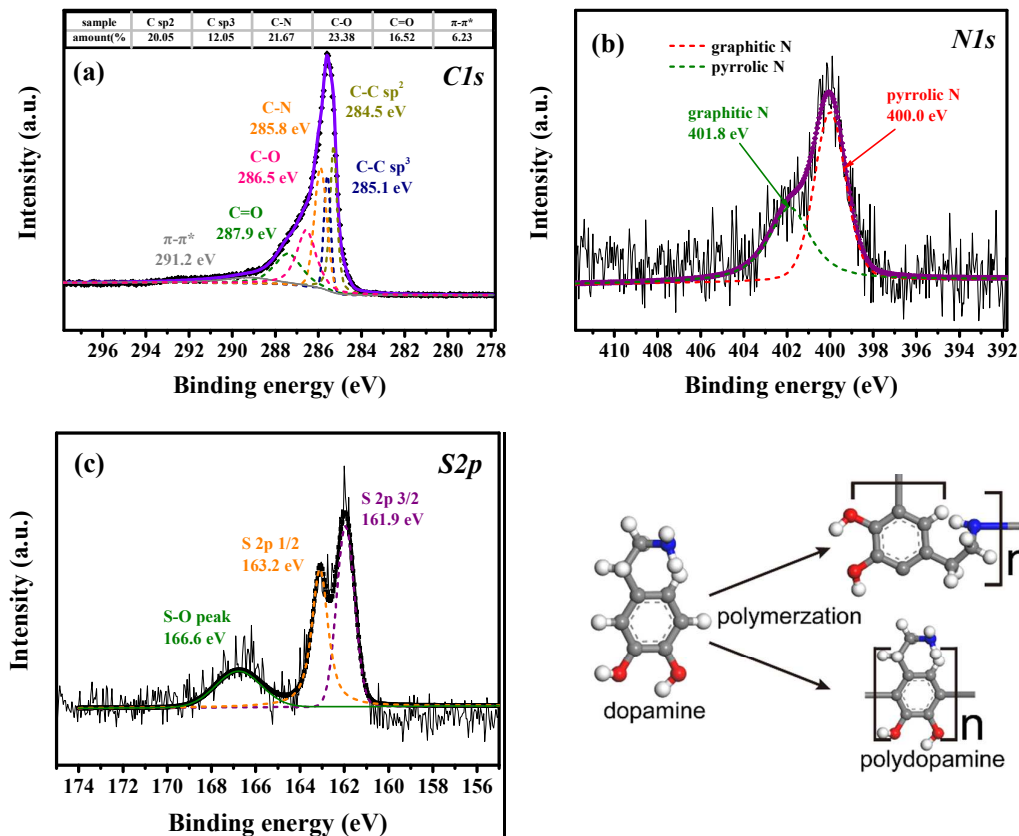 sample C sp2 C sp3 C-N C-O C=O π-π*
amount(% 20.05 12.05 21.67 23.38 16.52 6.23
(a)
C1s
C-C sp2
284.5 eV
C-N
285.8 eV
C-O
286.5 eV
C-C sp3
285.1 eV
C=O
287.9 eV
π-π*
291.2 eV
Intensity (a.u.)
296 294 292 290 288 286 284 282 280 278
Binding energy (eV)
(b)
N1s
graphitic N
pyrrolic N
graphitic N
401.8 eV
pyrrolic N
400.0 eV
Intensity (a.u.)
410 408 406 404 402 400 398 396 394 392
Binding energy (eV)
(c)
S2p
S 2p 3/2
161.9 eV
S 2p 1/2
163.2 eV
S-O peak
166.6 eV
Intensity (a.u.)
174 172 170 168 166 164 162 160 158 156
Binding energy (eV)
n
polymerzation
dopamine
n
polydopamine